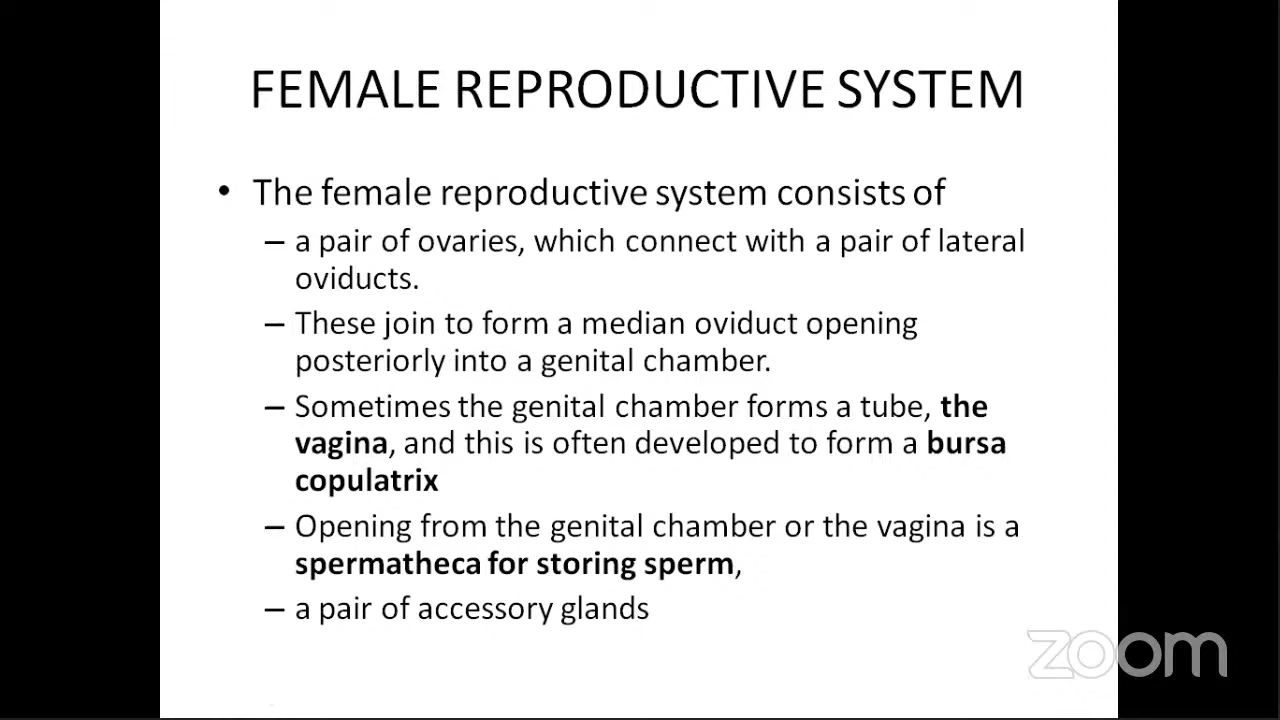 FEMALE REPRODUCTIVE SYSTEM
• The female reproductive system consists of
– a pair of ovaries, which connect with a pair of lateral
oviducts.
– These join to form a median oviduct opening
posteriorly into a genital chamber.
– Sometimes the genital chamber forms a tube, the
vagina, and this is often developed to form a bursa
copulatrix
– Opening from the genital chamber or the vagina is a
spermatheca for storing sperm,
– a pair of accessory glands
zoom